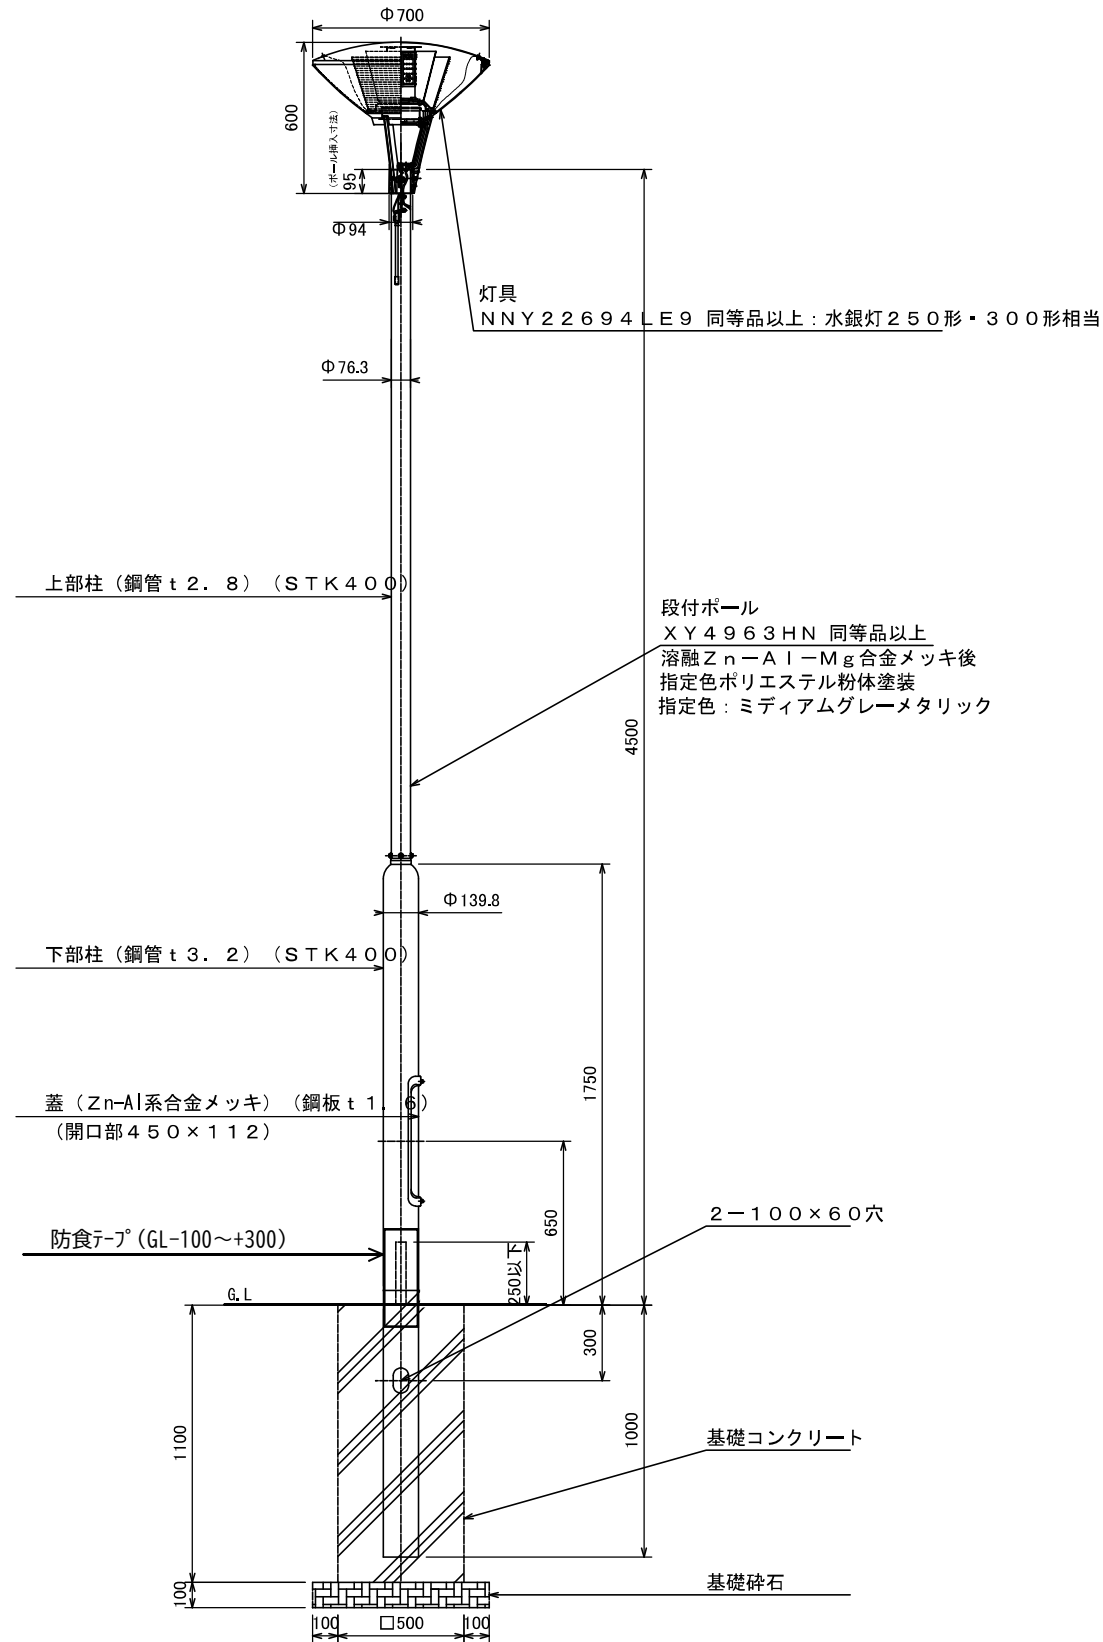 Φ700
600
(ポール挿入寸法)
95
Φ94
灯具
NNY22694LE9 同等品以上：水銀灯250形・300形相当
Φ76.3
上部柱（鋼管t2．8）（STK400）
段付ポール
XY4963HN 同等品以上
溶融Zn－Al－Mg合金メッキ後
指定色ポリエステル粉体塗装
指定色：ミディアムグレーメタリック
4500
Φ139.8
下部柱（鋼管t3．2）（STK400）
1750
蓋（Zn-Al系合金メッキ）（鋼板t1．6）
（開口部450×112）
650
2－100×60穴
防食ﾃｰﾌﾟ(GL-100～+300)
250以下
G.L
300
1100
1000
基礎コンクリート
100
基礎砕石
100
□500
100